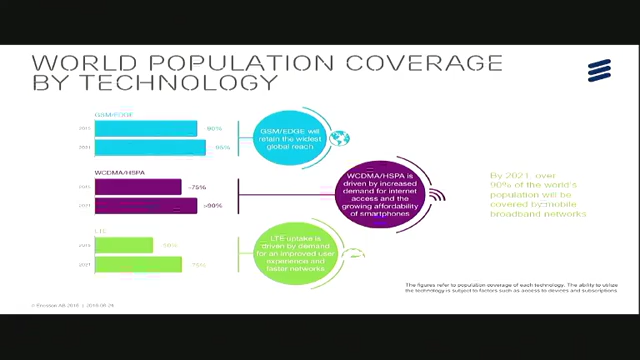 WORLD POPULATION COVERAGE
BY TECHNOLOGY
GSM/EDGE
2015
2021
GSM/EDGE will
retain the widest
global reach
WCDMA/HSPA
~75%
2021
>90%
WCDMA/HSPA is
driven by increased
demand for internet
access and the
growing affordability
of smartphones
By 2021, over
90% of the world's
population will be
covered by mobile
broadband networks
LTE
2021
75%
LTE uptake is
driven by demand
for an improved user
experience and
faster networks
The figures refer to population coverage of each technology. The ability to utilize
the technology is subject to factors such as access to devices and subscriptions
© Ericsson AB 2016